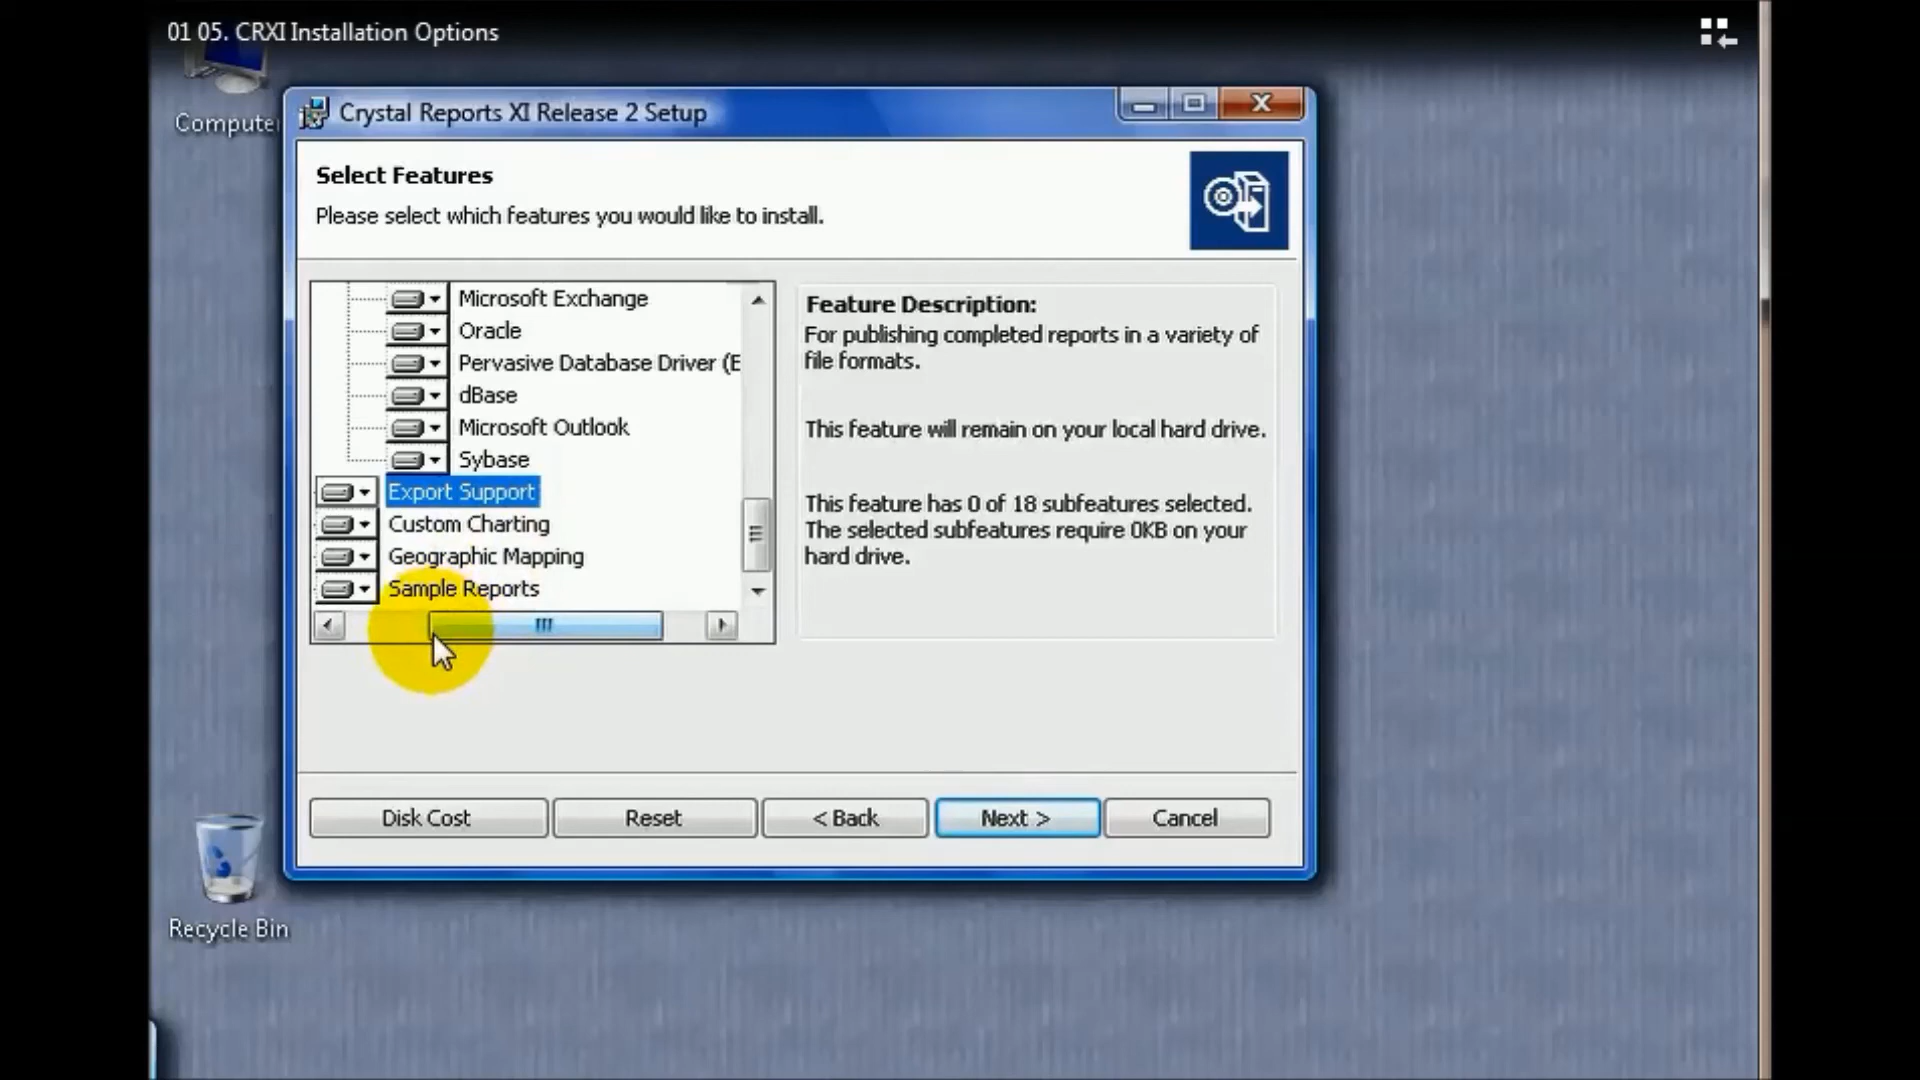 01 05. CRXI Installation Options
Computer
Crystal Reports XI Release 2 Setup
Select Features
Please select which features you would like to install.
Microsoft Exchange
Oracle
Pervasive Database Driver (E
dBase
Microsoft Outlook
Sybase
Export Support
Custom Charting
Geographic Mapping
Sample Reports
Feature Description:
For publishing completed reports in a variety of
file formats.
This feature will remain on your local hard drive.
This feature has 0 of 18 subfeatures selected.
The selected subfeatures require 0KB on your
hard drive.
Disk Cost
Reset
< Back
Next >
Cancel
Recycle Bin